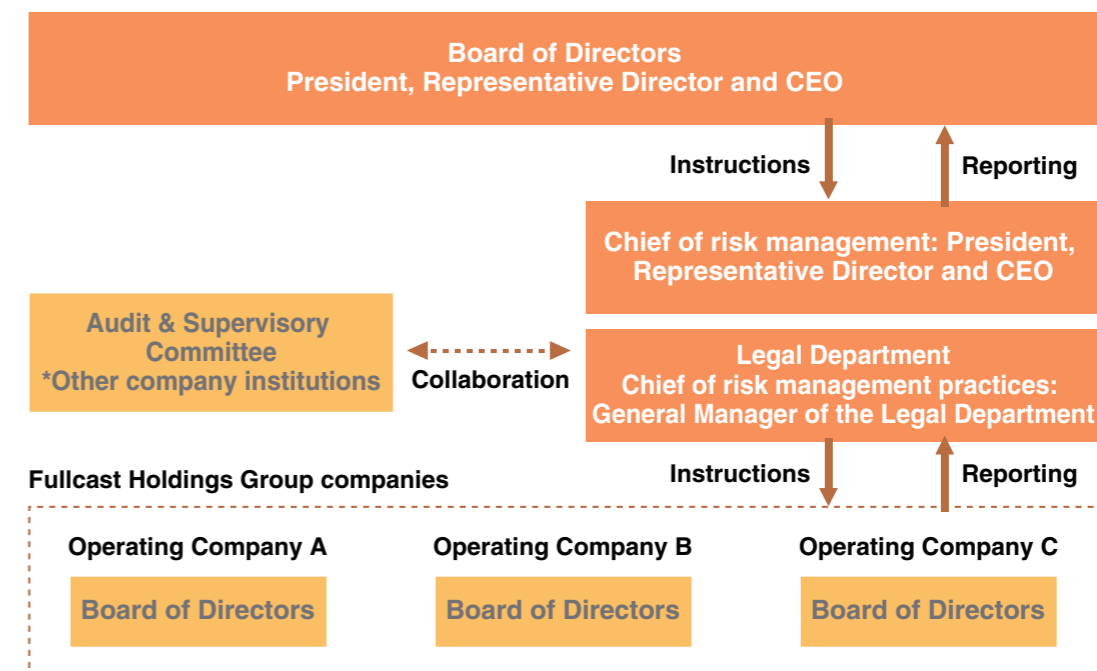 Board of Directors
President, Representative Director and CEO
Instructions
Reporting
Chief of risk management: President,
Representative Director and CEO
Audit & Supervisory
Committee
*Other company institutions
Collaboration
Legal Department
Chief of risk management practices:
General Manager of the Legal Department
Instructions
Reporting
Fullcast Holdings Group companies
Operating Company A
Operating Company B
Operating Company C
Board of Directors
Board of Directors
Board of Directors